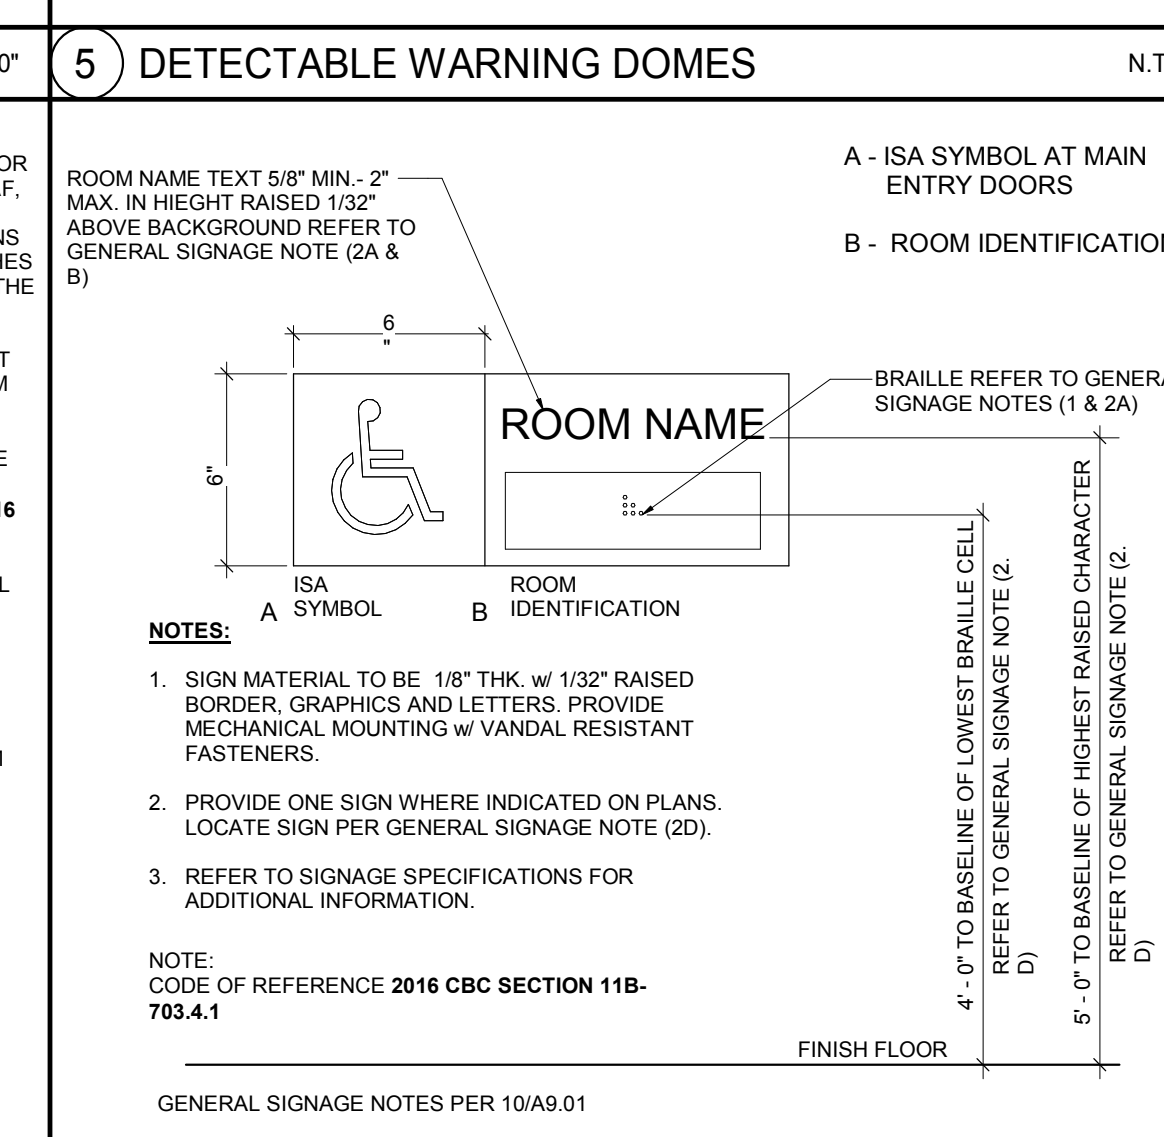 0"
5 DETECTABLE WARNING DOMES
N.T
OR
F,
NS
HES
THE
T
M
E
16
L
ROOM NAME TEXT 5/8" MIN.- 2"
MAX. IN HIEGHT RAISED 1/32"
ABOVE BACKGROUND REFER TO
GENERAL SIGNAGE NOTE (2A &
B)
A - ISA SYMBOL AT MAIN
ENTRY DOORS
B - ROOM IDENTIFICATION
6
"
6"
ROOM NAME
BRAILLE REFER TO GENERA
SIGNAGE NOTES (1 & 2A)
A ISA
SYMBOL
B ROOM
IDENTIFICATION
NOTES:
1. SIGN MATERIAL TO BE 1/8" THK. w/ 1/32" RAISED
BORDER, GRAPHICS AND LETTERS. PROVIDE
MECHANICAL MOUNTING w/ VANDAL RESISTANT
FASTENERS.
2. PROVIDE ONE SIGN WHERE INDICATED ON PLANS.
LOCATE SIGN PER GENERAL SIGNAGE NOTE (2D).
3. REFER TO SIGNAGE SPECIFICATIONS FOR
ADDITIONAL INFORMATION.
NOTE:
CODE OF REFERENCE 2016 CBC SECTION 11B-
703.4.1
4' - 0" TO BASELINE OF LOWEST BRAILLE CELL
REFER TO GENERAL SIGNAGE NOTE (2.
D)
5' - 0" TO BASELINE OF HIGHEST RAISED CHARACTER
REFER TO GENERAL SIGNAGE NOTE (2.
D)
FINISH FLOOR
GENERAL SIGNAGE NOTES PER 10/A9.01